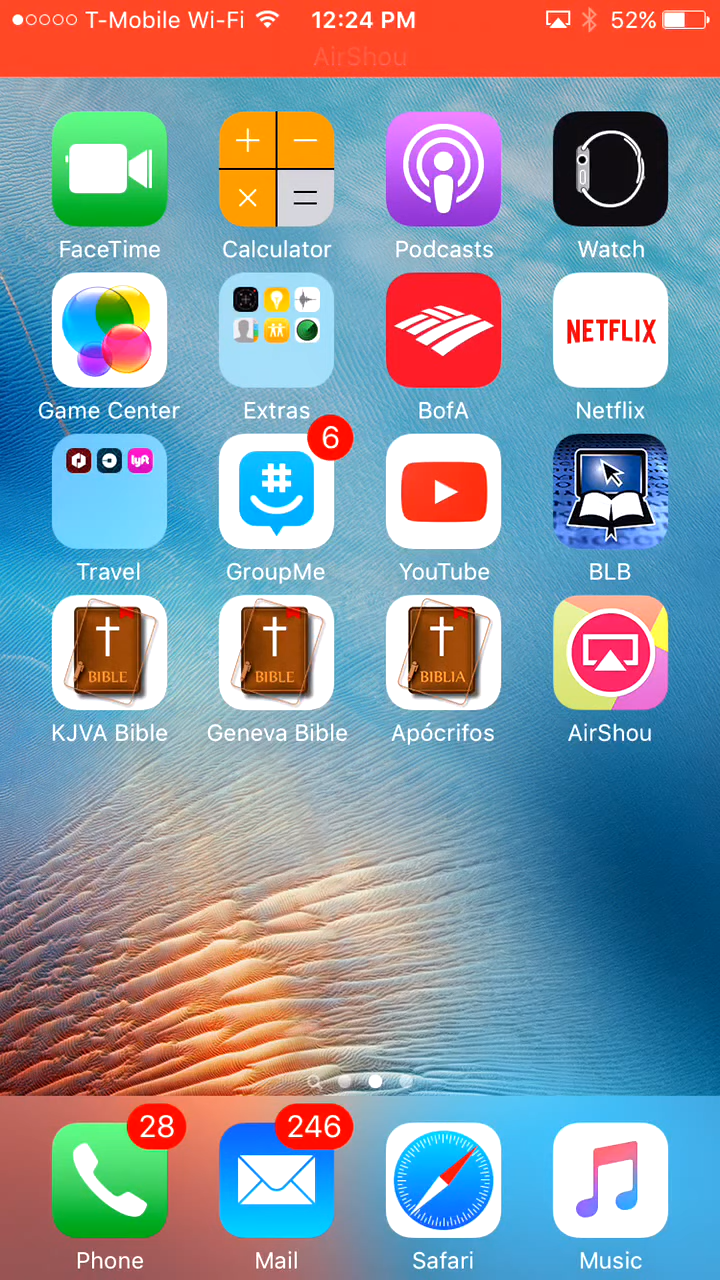 T-Mobile Wi-Fi 12:24 PM 52%
AirShou
FaceTime Calculator Podcasts Watch
NETFLIX
Game Center Extras BofA Netflix
6
lyft
Travel GroupMe YouTube BLB
BIBLE BIBLE BIBLIA
KJVA Bible Geneva Bible Apócrifos AirShou
28 246
Phone Mail Safari Music